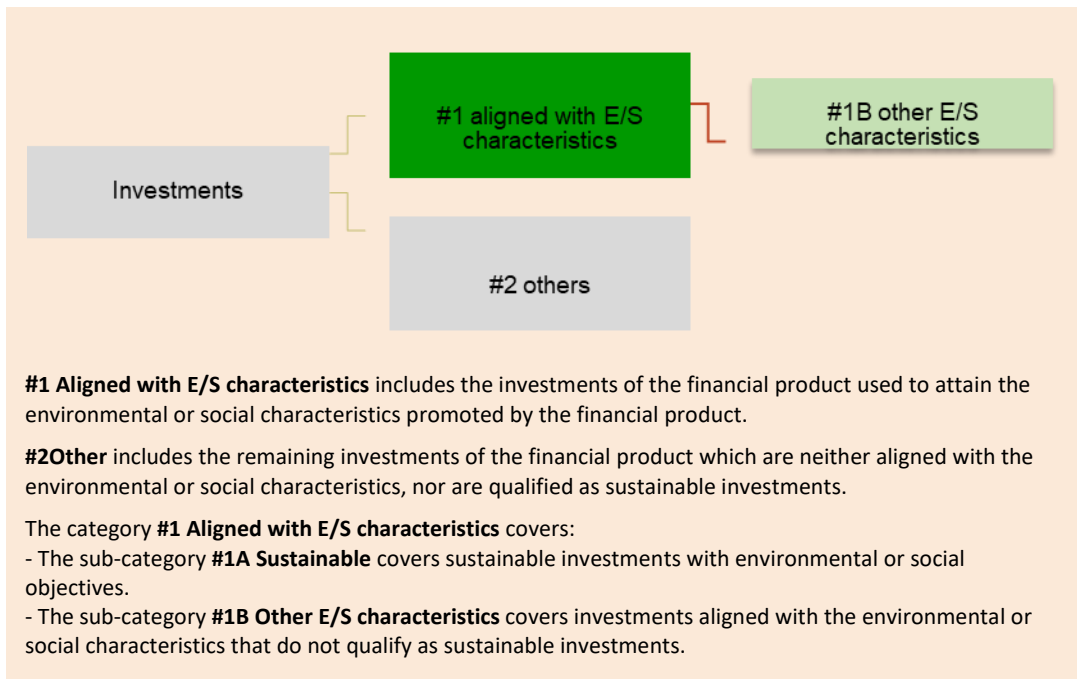 #1 aligned with E/S
characteristics
#1B other E/S
characteristics
Investments
#2 others
#1 Aligned with E/S characteristics includes the investments of the financial product used to attain the
environmental or social characteristics promoted by the financial product.
#2Other includes the remaining investments of the financial product which are neither aligned with the
environmental or social characteristics, nor are qualified as sustainable investments.
The category #1 Aligned with E/S characteristics covers:
- The sub-category #1A Sustainable covers sustainable investments with environmental or social
objectives.
- The sub-category #1B Other E/S characteristics covers investments aligned with the environmental or
social characteristics that do not qualify as sustainable investments.